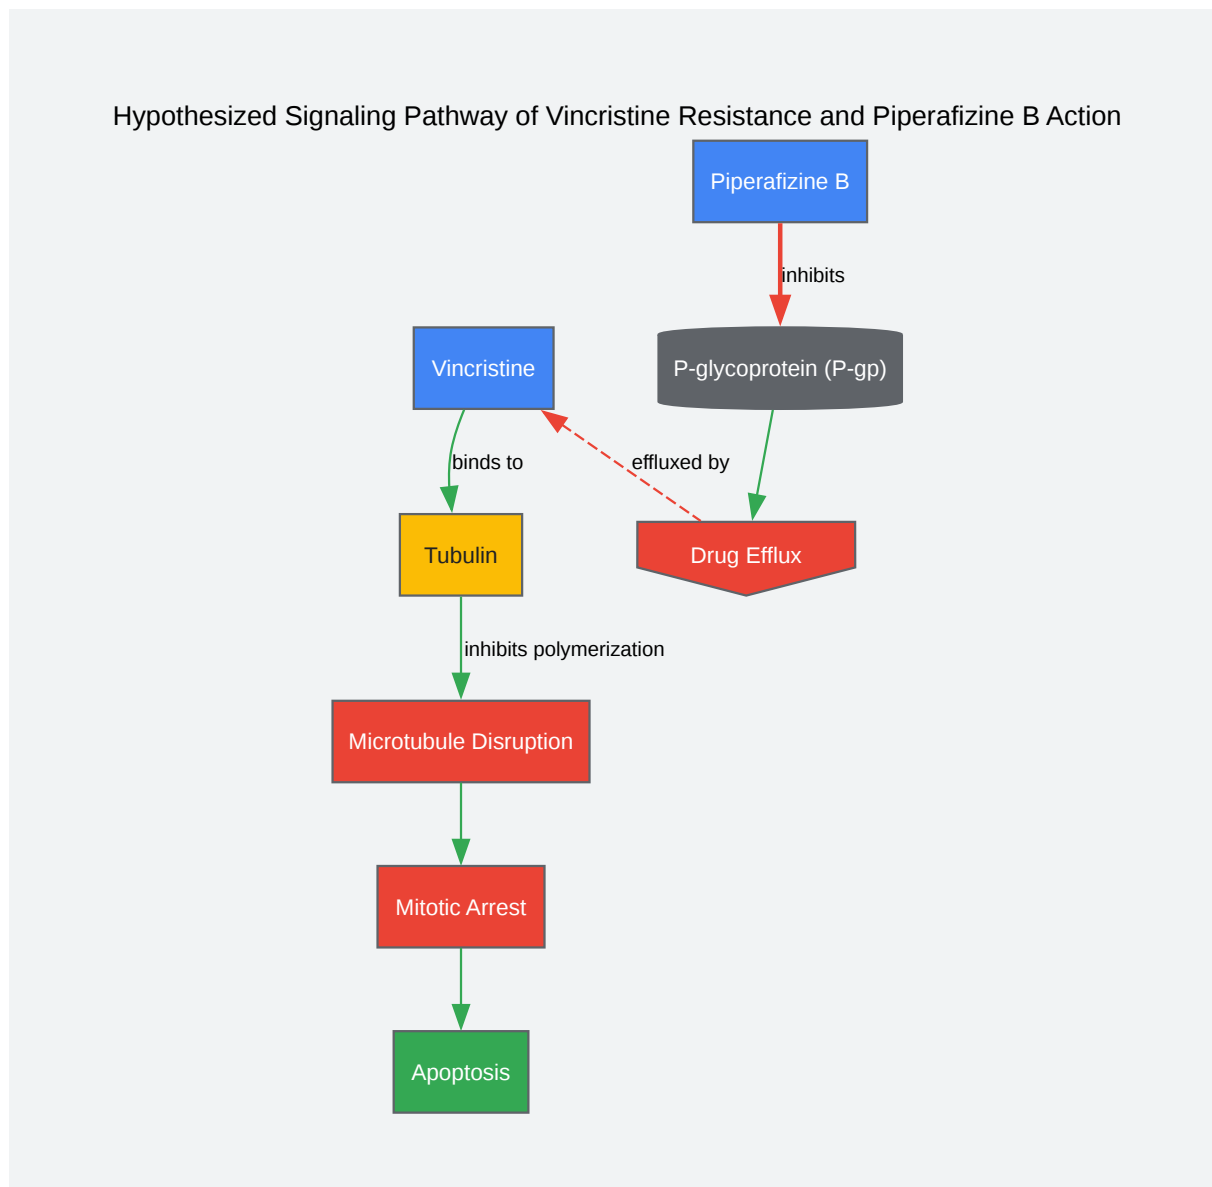 Hypothesized Signaling Pathway of Vincristine Resistance and Piperafizine B Action
Piperafizine B
inhibits
Vincristine
P-glycoprotein (P-gp)
binds to
effluxed by
Tubulin
Drug Efflux
inhibits polymerization
Microtubule Disruption
Mitotic Arrest
Apoptosis